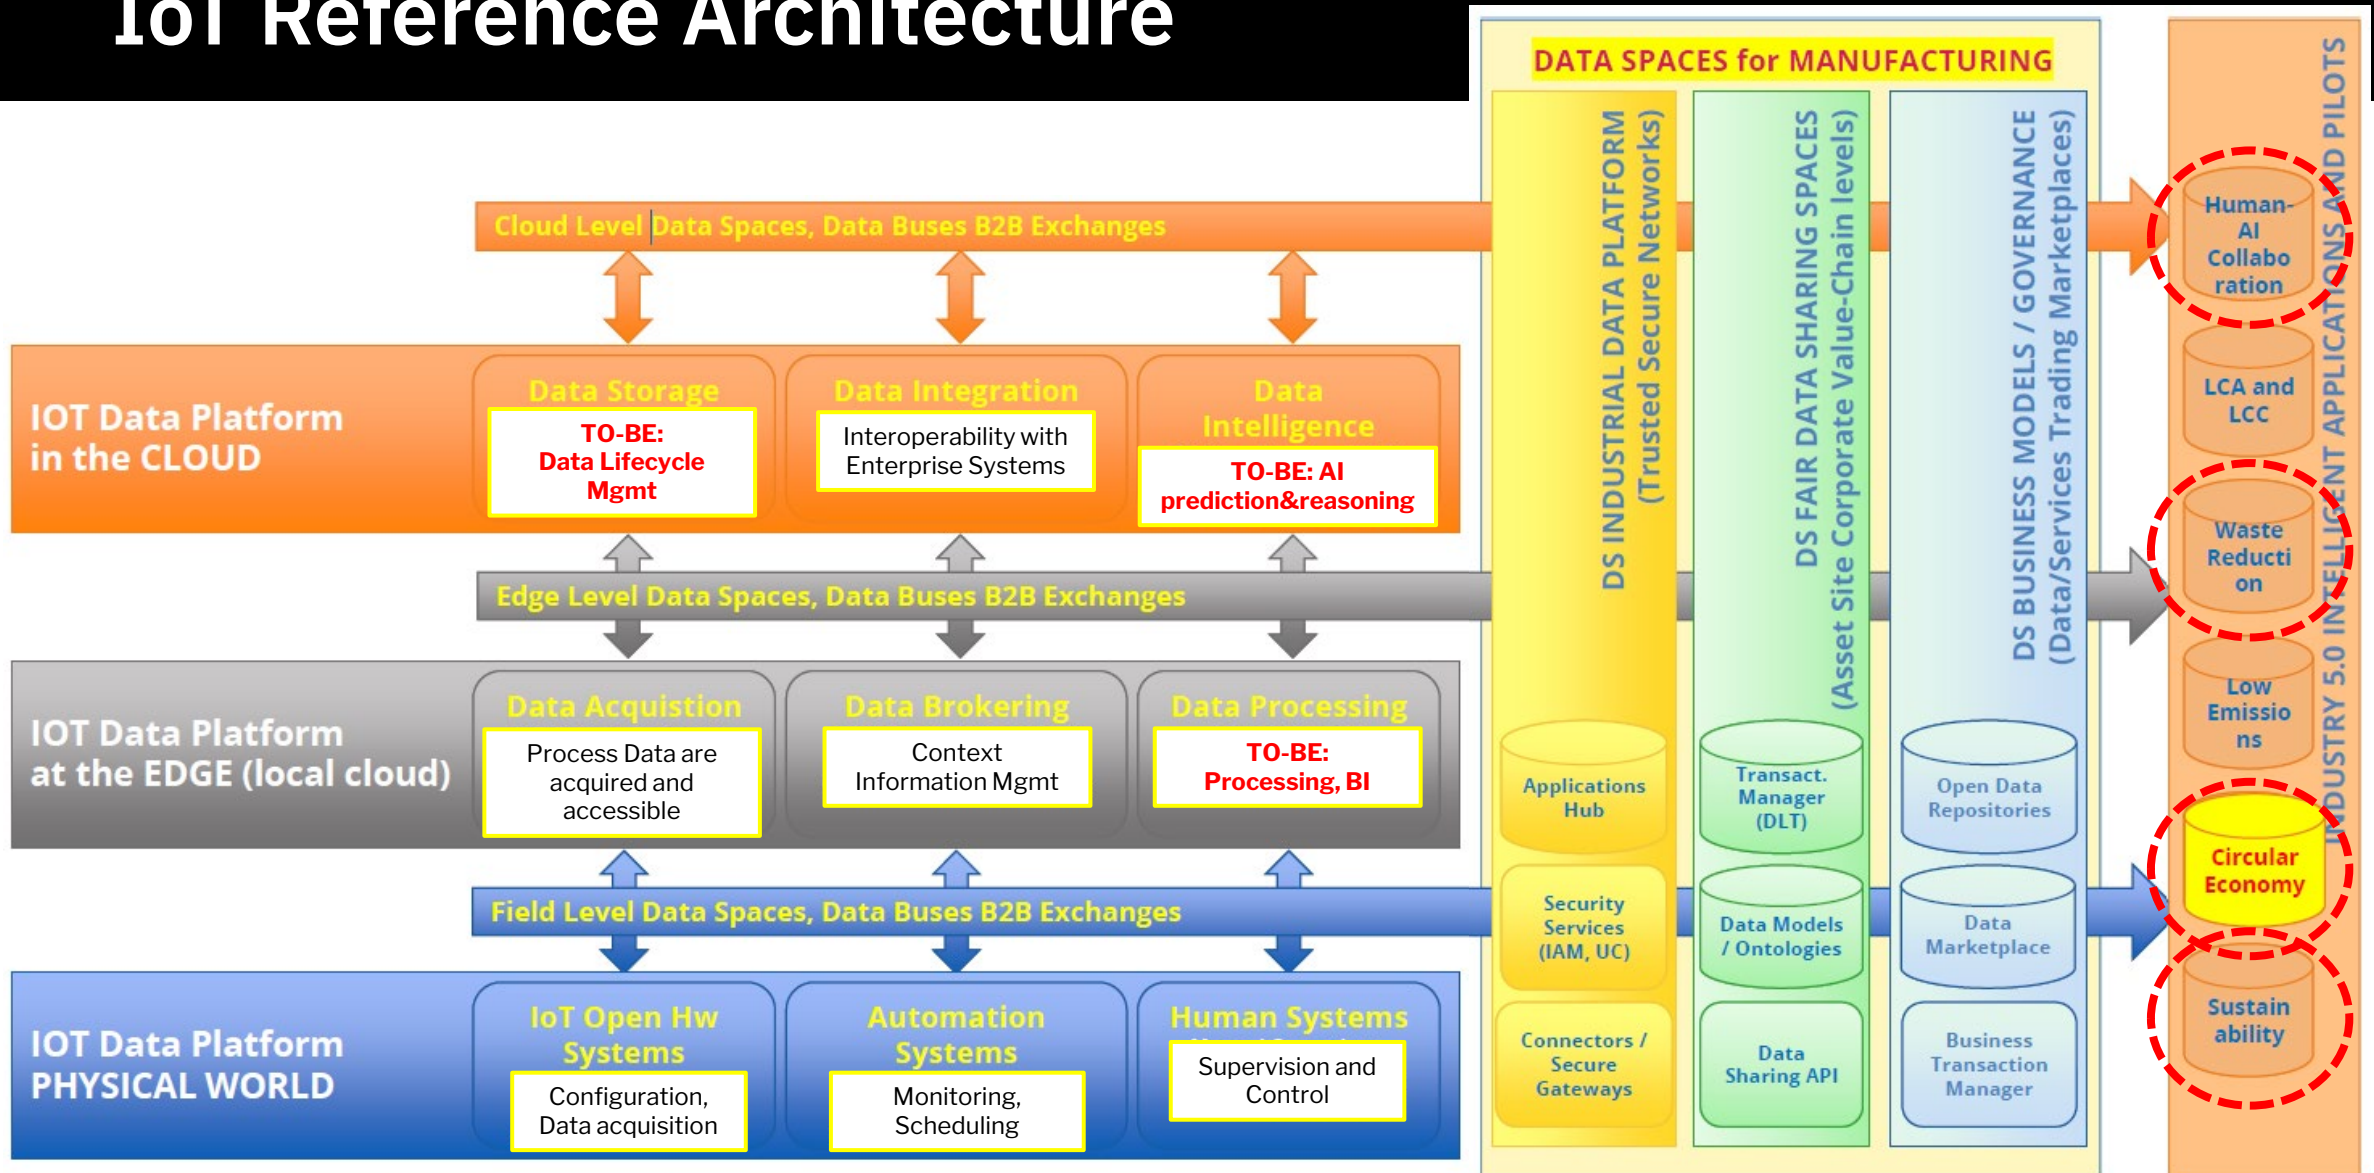 IoT Reference Architecture
DATA SPACES for MANUFACTURING
Cloud Level Data Spaces, Data Buses B2B Exchanges
IOT Data Platform
in the CLOUD
Data Storage
TO-BE:
Data Lifecycle
Mgmt
Data Integration
Interoperability with
Enterprise Systems
Data
Intelligence
TO-BE: AI
prediction&reasoning
Edge Level Data Spaces, Data Buses B2B Exchanges
IOT Data Platform
at the EDGE (local cloud)
Data Acquistion
Process Data are
acquired and
accessible
Data Brokering
Context
Information Mgmt
Data Processing
TO-BE:
Processing, BI
Field Level Data Spaces, Data Buses B2B Exchanges
IOT Data Platform
PHYSICAL WORLD
IoT Open Hw
Systems
Configuration,
Data acquisition
Automation
Systems
Monitoring,
Scheduling
Human Systems
Supervision and
Control
DS INDUSTRIAL DATA PLATFORM
(Trusted Secure Networks)
Applications
Hub
Security
Services
(IAM, UC)
Connectors /
Secure
Gateways
DS FAIR DATA SHARING SPACES
(Asset Site Corporate Value-Chain levels)
Transact.
Manager
(DLT)
Data Models
/ Ontologies
Data
Sharing API
DS BUSINESS MODELS / GOVERNANCE
(Data/Services Trading Marketplaces)
Open Data
Repositories
Data
Marketplace
Business
Transaction
Manager
INDUSTRY 5.0 INTELLIGENT APPLICATIONS AND PILOTS
Human-
AI
Collabo
ration
LCA and
LCC
Waste
Reducti
on
Low
Emissio
ns
Circular
Economy
Sustain
ability